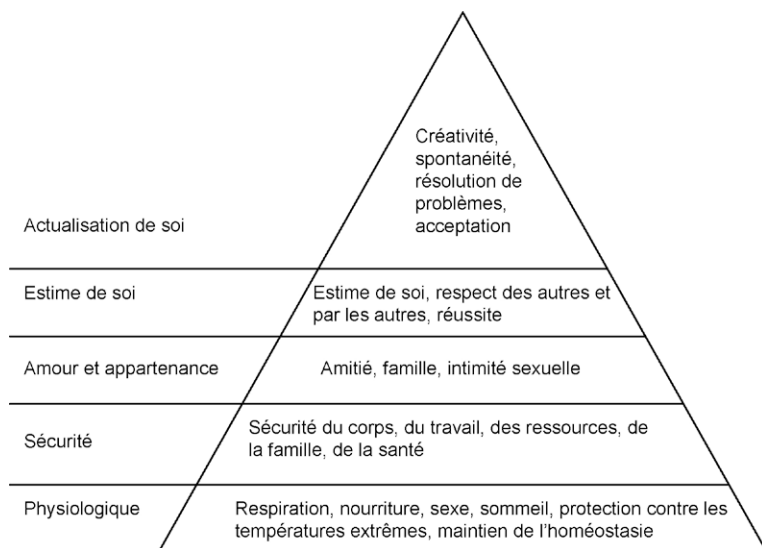 Créativité,
spontanéité,
résolution de
problèmes,
acceptation
Actualisation de soi
Estime de soi
Estime de soi, respect des autres et
par les autres, réussite
Amour et appartenance
Amitié, famille, intimité sexuelle
Sécurité
Sécurité du corps, du travail, des ressources, de
la famille, de la santé
Physiologique
Respiration, nourriture, sexe, sommeil, protection contre les
températures extrêmes, maintien de l'homéostasie